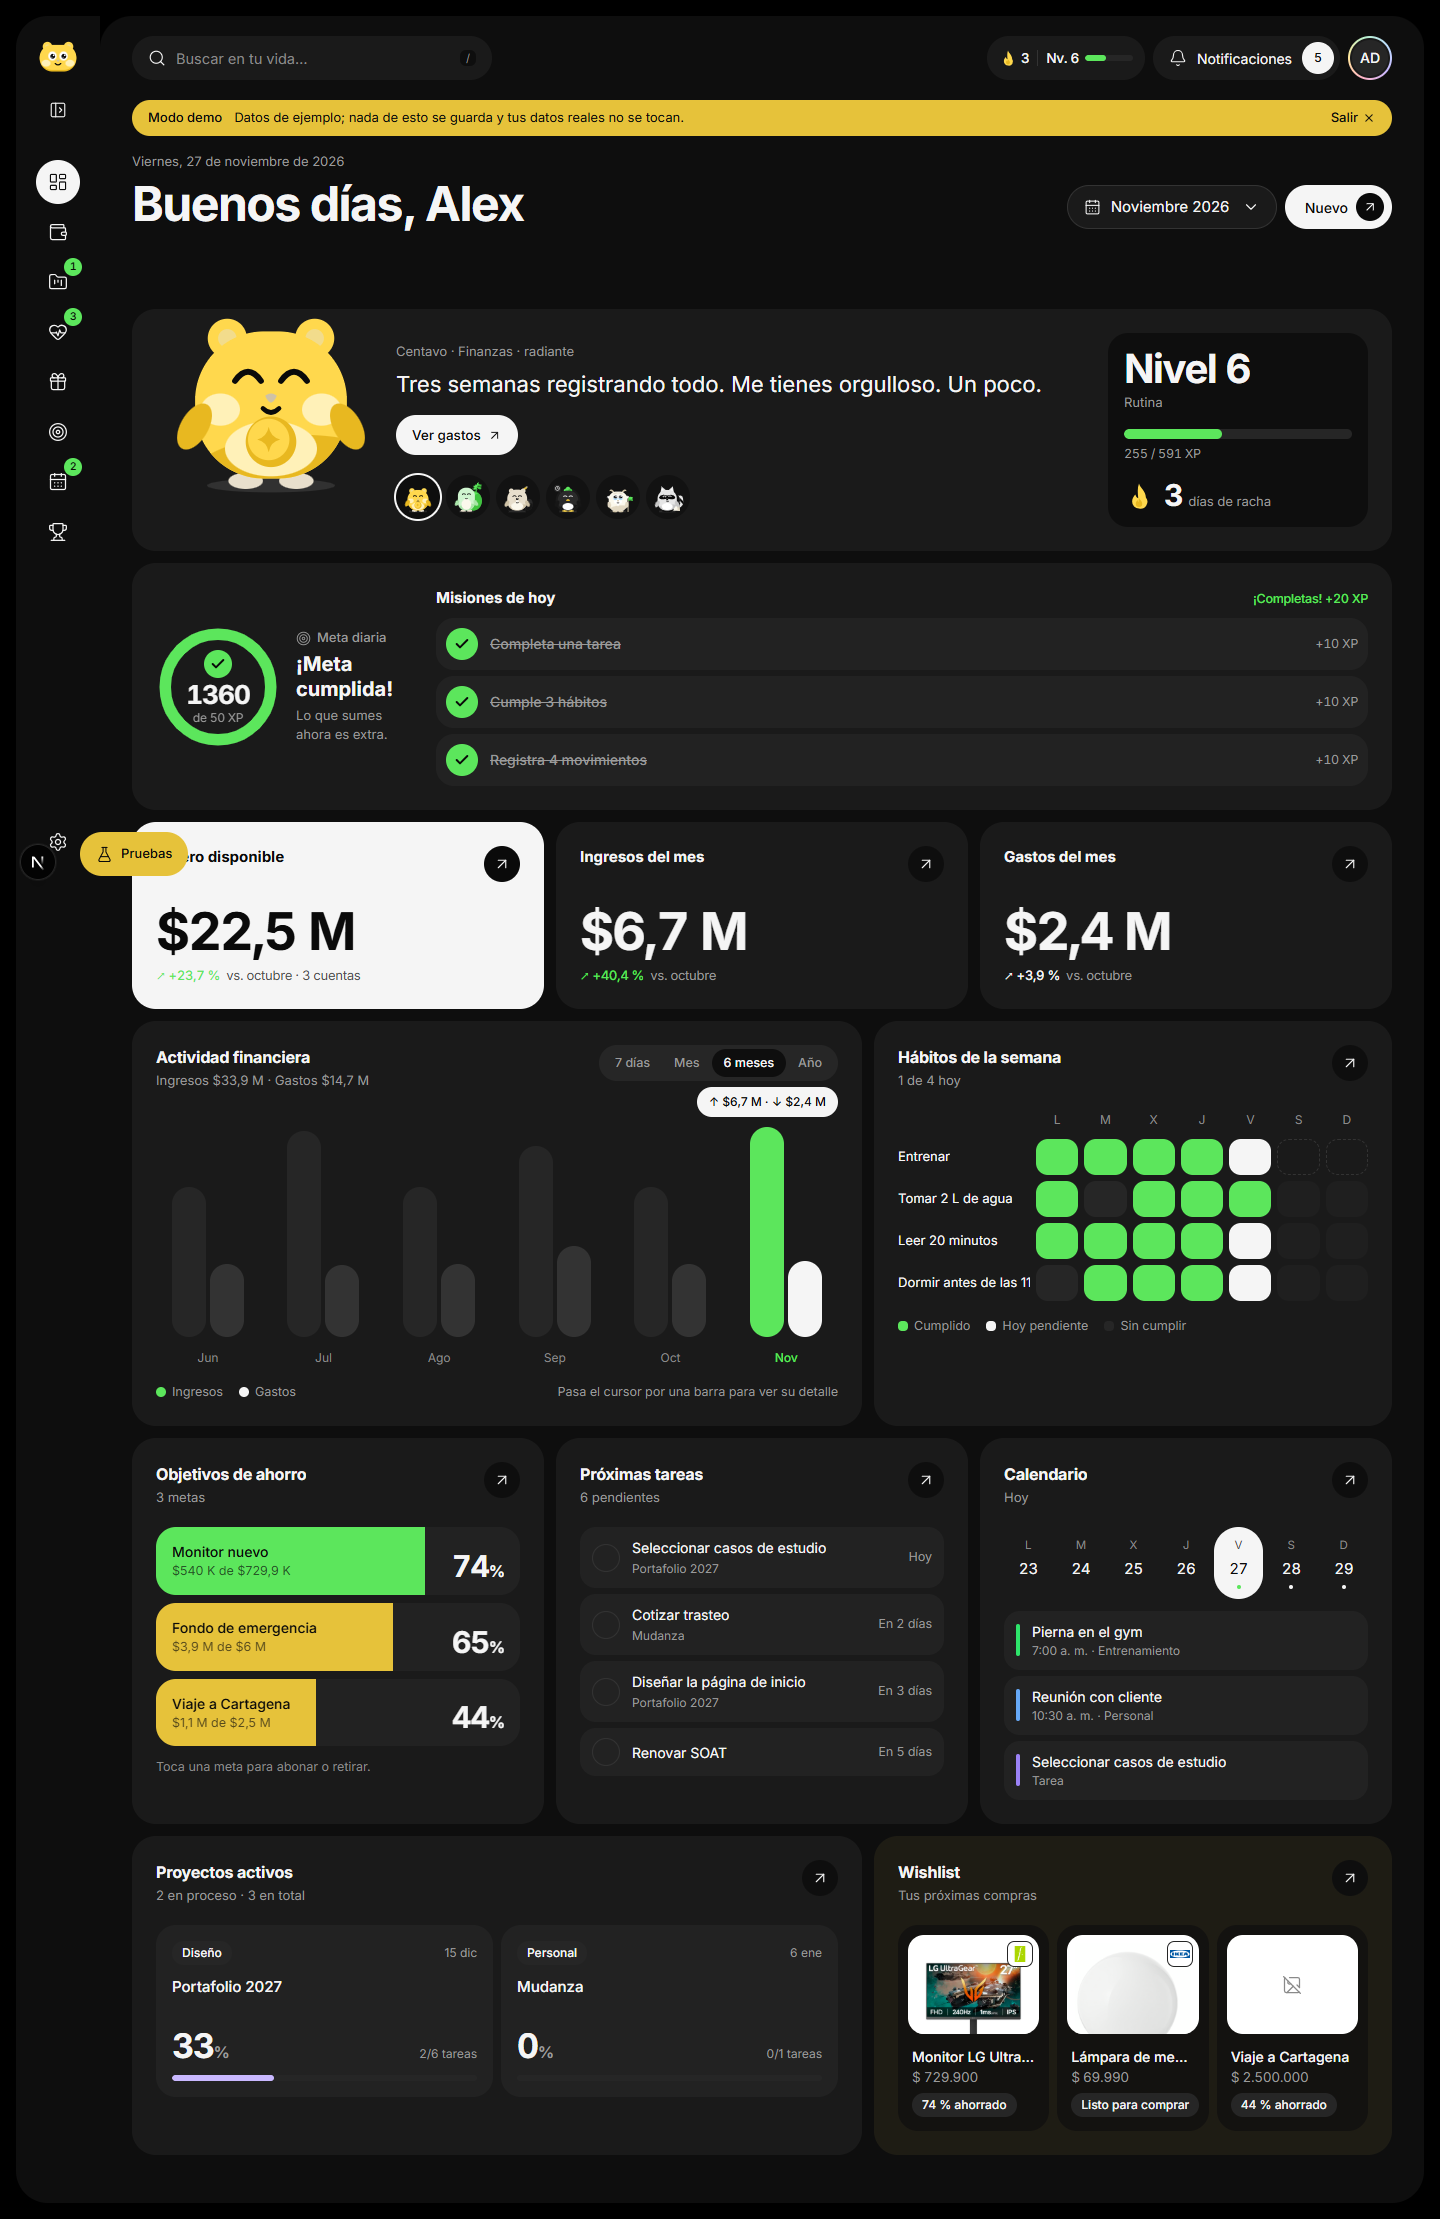 Buscar en tu vida...
/
3
Nv. 6
Notificaciones
5
AD
Modo demo
Datos de ejemplo; nada de esto se guarda y tus datos reales no se tocan.
Salir
Viernes, 27 de noviembre de 2026
Buenos días, Alex
Noviembre 2026
Nuevo
1
3
2
Centavo · Finanzas · radiante
Tres semanas registrando todo. Me tienes orgulloso. Un poco.
Ver gastos
Nivel 6
Rutina
255 / 591 XP
3 días de racha
Meta diaria
¡Meta
cumplida!
Lo que sumes
ahora es extra.
1360
de 50 XP
Misiones de hoy
¡Completas! +20 XP
Completa una tarea
+10 XP
Cumple 3 hábitos
+10 XP
Registra 4 movimientos
+10 XP
N
Pruebas
ero disponible
$22,5 M
+23,7 % vs. octubre · 3 cuentas
Ingresos del mes
$6,7 M
+40,4 % vs. octubre
Gastos del mes
$2,4 M
+3,9 % vs. octubre
Actividad financiera
Ingresos $33,9 M · Gastos $14,7 M
7 días
Mes
6 meses
Año
↑ $6,7 M · ↓ $2,4 M
Jun
Jul
Ago
Sep
Oct
Nov
Ingresos
Gastos
Pasa el cursor por una barra para ver su detalle
Hábitos de la semana
1 de 4 hoy
L M X J V S D
Entrenar
Tomar 2 L de agua
Leer 20 minutos
Dormir antes de las 11
Cumplido
Hoy pendiente
Sin cumplir
Objetivos de ahorro
3 metas
Monitor nuevo
$540 K de $729,9 K
74%
Fondo de emergencia
$3,9 M de $6 M
65%
Viaje a Cartagena
$1,1 M de $2,5 M
44%
Toca una meta para abonar o retirar.
Próximas tareas
6 pendientes
Seleccionar casos de estudio
Portafolio 2027
Hoy
Cotizar trasteo
Mudanza
En 2 días
Diseñar la página de inicio
Portafolio 2027
En 3 días
Renovar SOAT
En 5 días
Calendario
Hoy
L M X J V S D
23 24 25 26 27 28 29
Pierna en el gym
7:00 a. m. · Entrenamiento
Reunión con cliente
10:30 a. m. · Personal
Seleccionar casos de estudio
Tarea
Proyectos activos
2 en proceso · 3 en total
Diseño
15 dic
Portafolio 2027
33%
2/6 tareas
Personal
6 ene
Mudanza
0%
0/1 tareas
Wishlist
Tus próximas compras
LG UltraGear
27"
FHD
240Hz
1ms
IPS
Monitor LG Ultra...
$ 729.900
74 % ahorrado
IKEA
Lámpara de me...
$ 69.990
Listo para comprar
Viaje a Cartagena
$ 2.500.000
44 % ahorrado